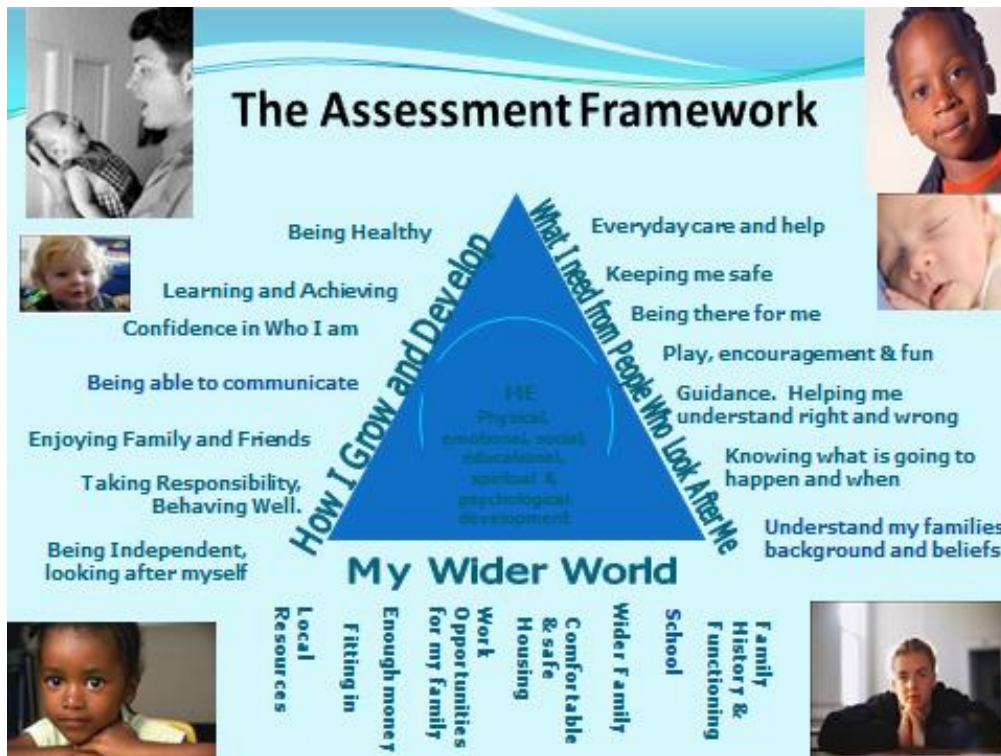 The Assessment Framework
Being Healthy
Learning and Achieving
Confidence in Who I am
Being able to communicate
Enjoying Family and Friends
Taking Responsibility,
Behaving Well.
Being Independent,
looking after myself
How I Grow and Develop
ME
Physical,
emotional, social,
educational,
spiritual &
psychological
development
What I need from People Who Look After Me
Everyday care and help
Keeping me safe
Being there for me
Play, encouragement & fun
Guidance. Helping me
understand right and wrong
Knowing what is going to
happen and when
Understand my families
background and beliefs
My Wider World
Local
Resources
Fitting in
Enough money
Work
Opportunities
for my family
Comfortable
& safe
Housing
Wider Family
School
Family
History &
Functioning